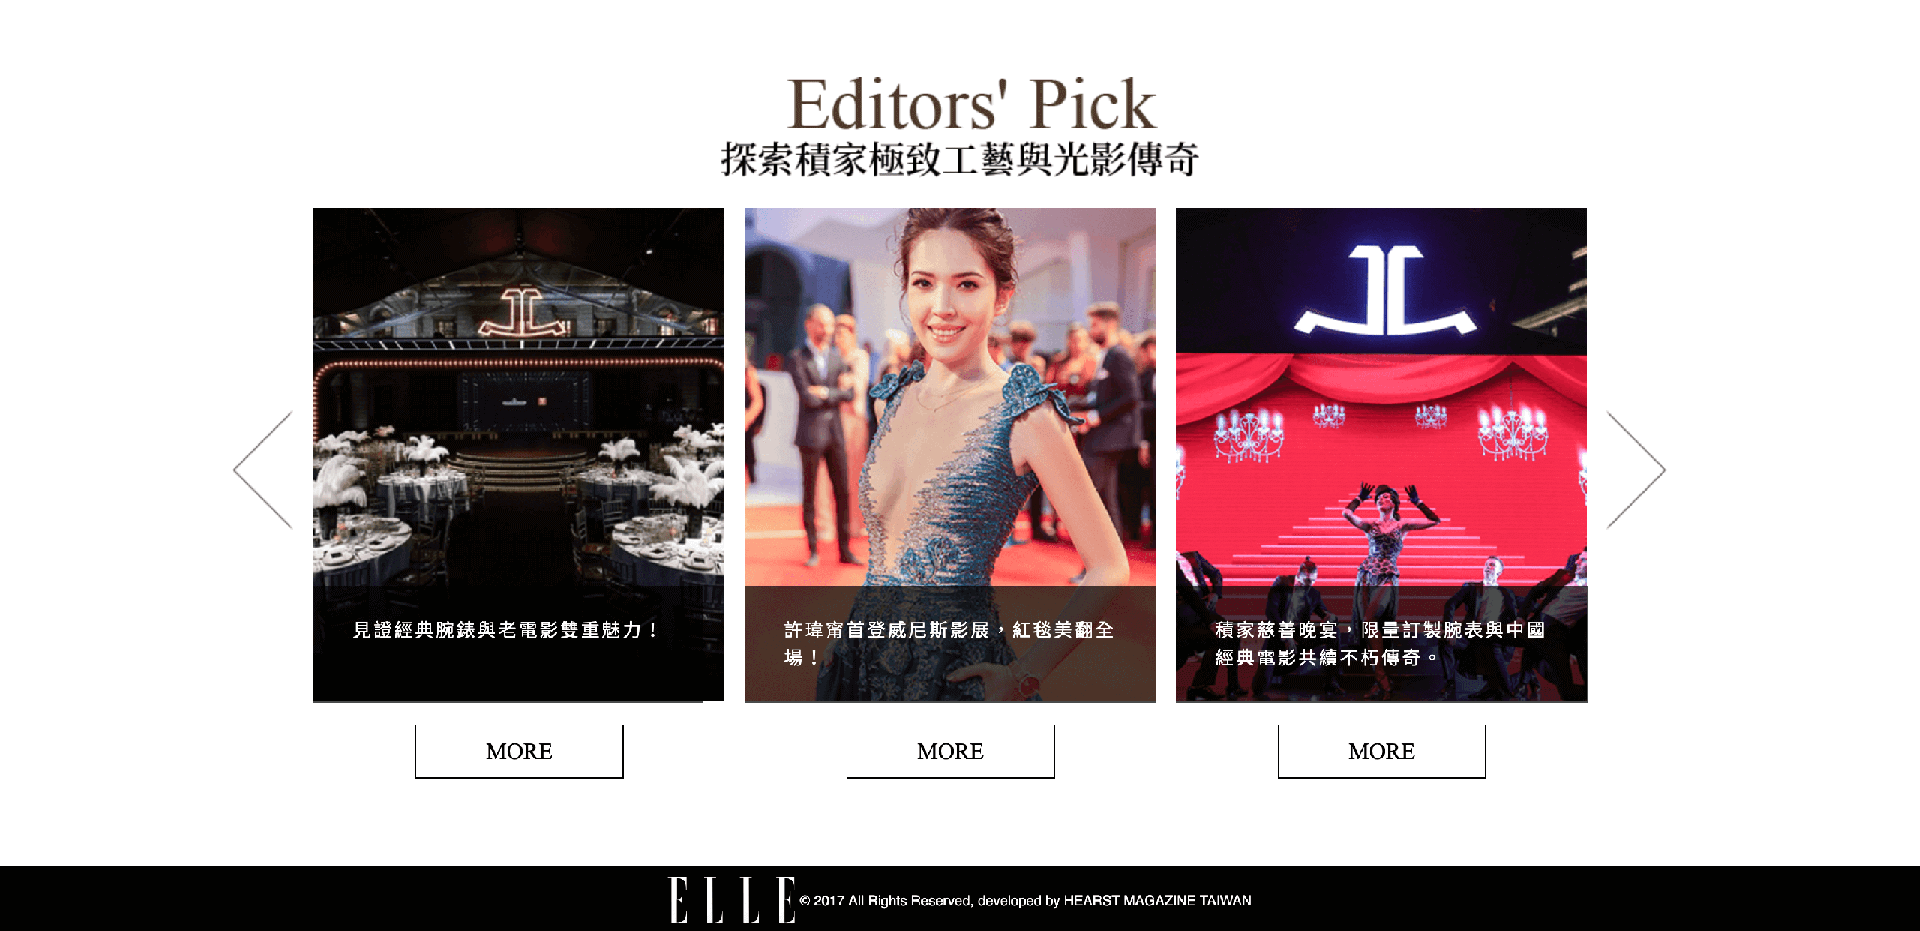 Editors' Pick
探索積家極致工藝與光影傳奇
見證經典腕錶與老電影雙重魅力！
許瑋甯首登威尼斯影展，紅毯美翻全
場！
積家慈善晚宴，限量訂製腕表與中國
經典電影共續不朽傳奇。
MORE
MORE
MORE
ELLE © 2017 All Rights Reserved, developed by HEARST MAGAZINE TAIWAN